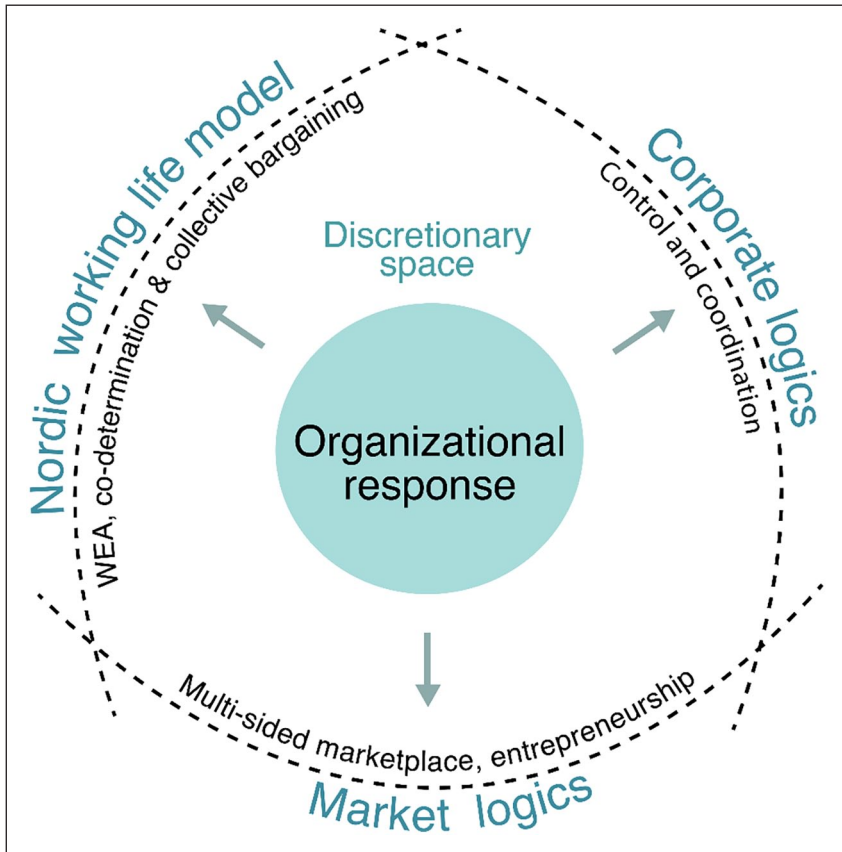 Nordic working life model
WEA, co-determination & collective bargaining
Corporate logics
Control and coordination
Discretionary
space
Organizational
response
Multi-sided marketplace, entrepreneurship
Market logics